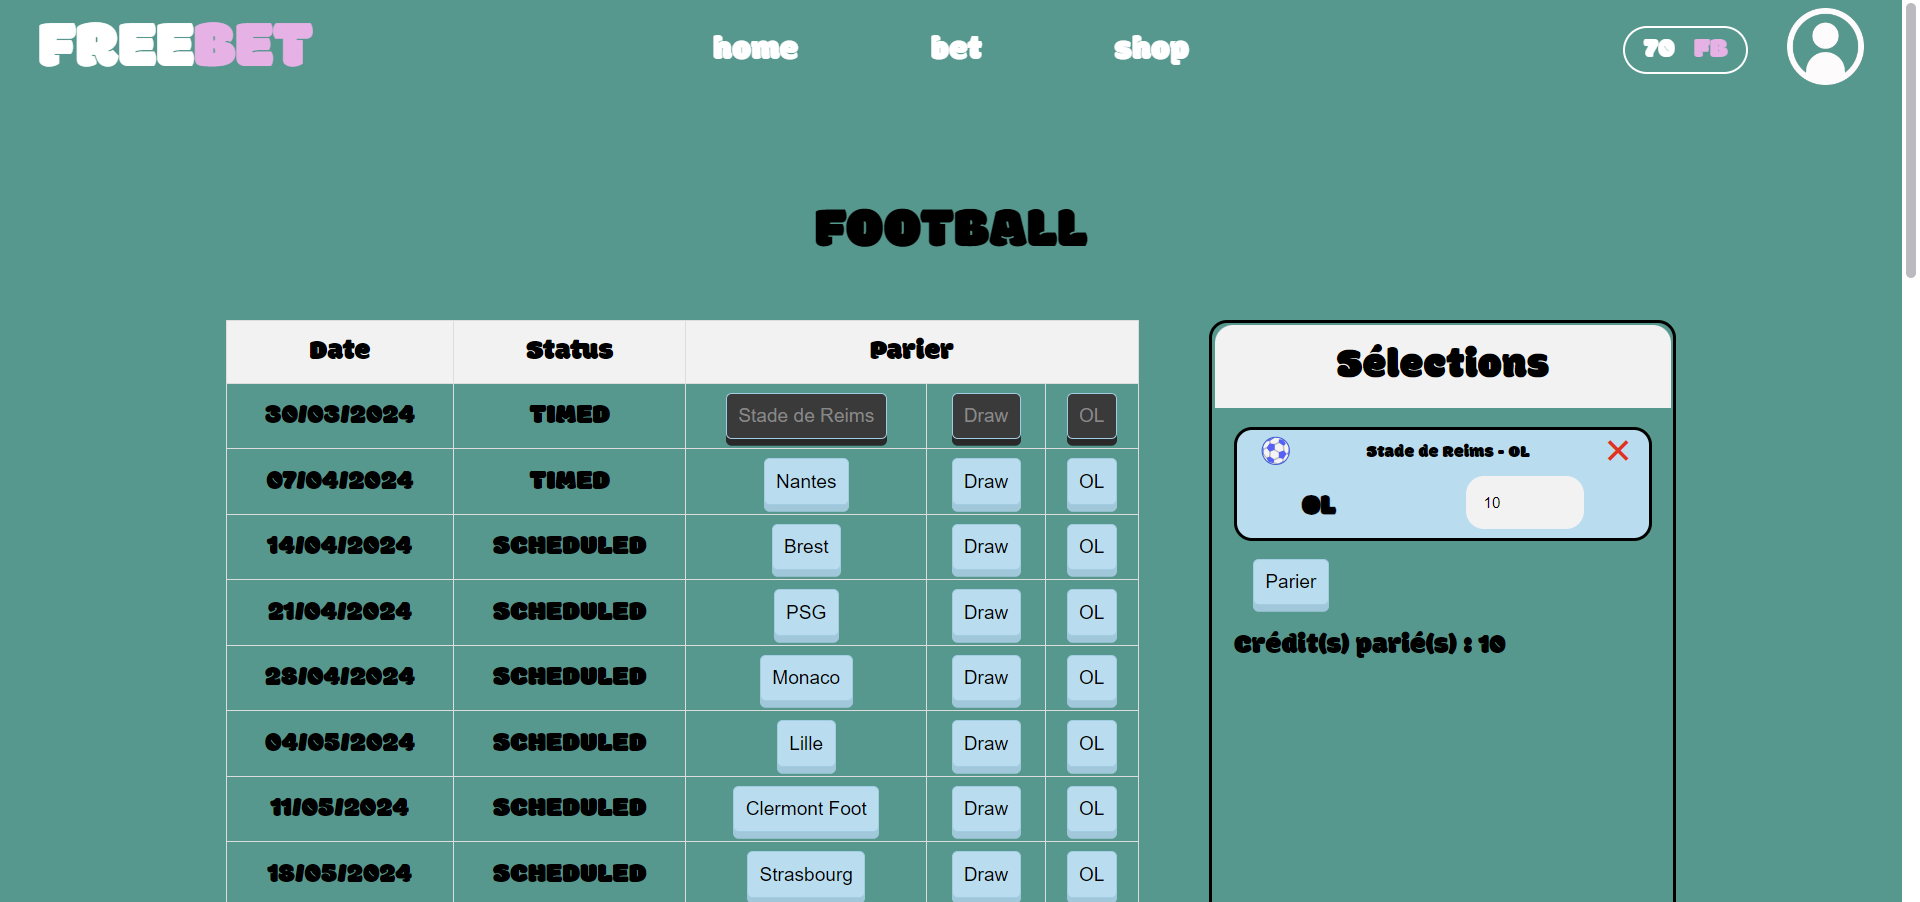 FREEBET
home bet shop
70 FB
FOOTBALL
Date Status Parier
30/03/2024 TIMED Stade de Reims Draw OL
07/04/2024 TIMED Nantes Draw OL
14/04/2024 SCHEDULED Brest Draw OL
21/04/2024 SCHEDULED PSG Draw OL
28/04/2024 SCHEDULED Monaco Draw OL
04/05/2024 SCHEDULED Lille Draw OL
11/05/2024 SCHEDULED Clermont Foot Draw OL
18/05/2024 SCHEDULED Strasbourg Draw OL
Sélections
Stade de Reims - OL
OL 10
Parier
Crédit(s) parié(s) : 10